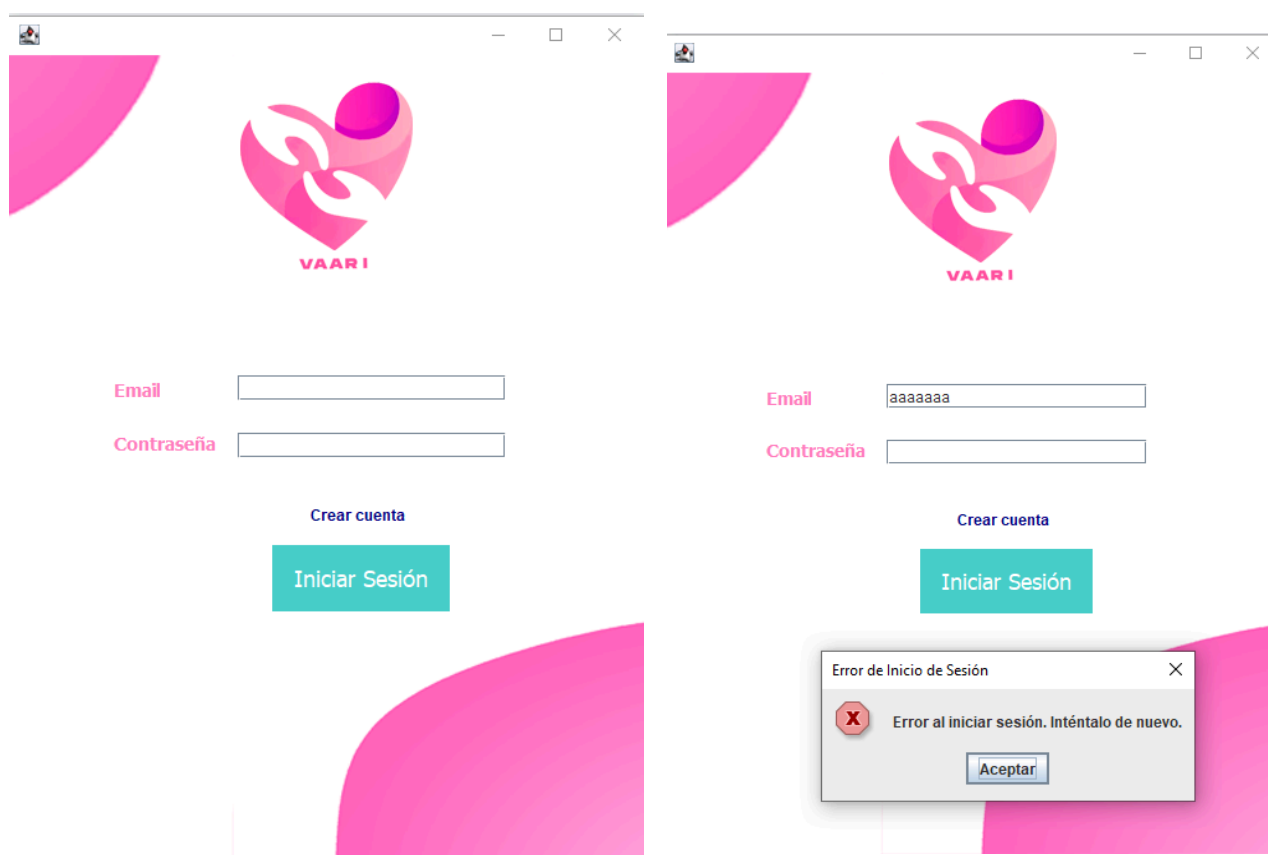 VAARI
Email
Contraseña
Crear cuenta
Iniciar Sesión
VAARI
Email
aaaaaaa
Contraseña
Crear cuenta
Iniciar Sesión
Error de Inicio de Sesión
Error al iniciar sesión. Inténtalo de nuevo.
Aceptar